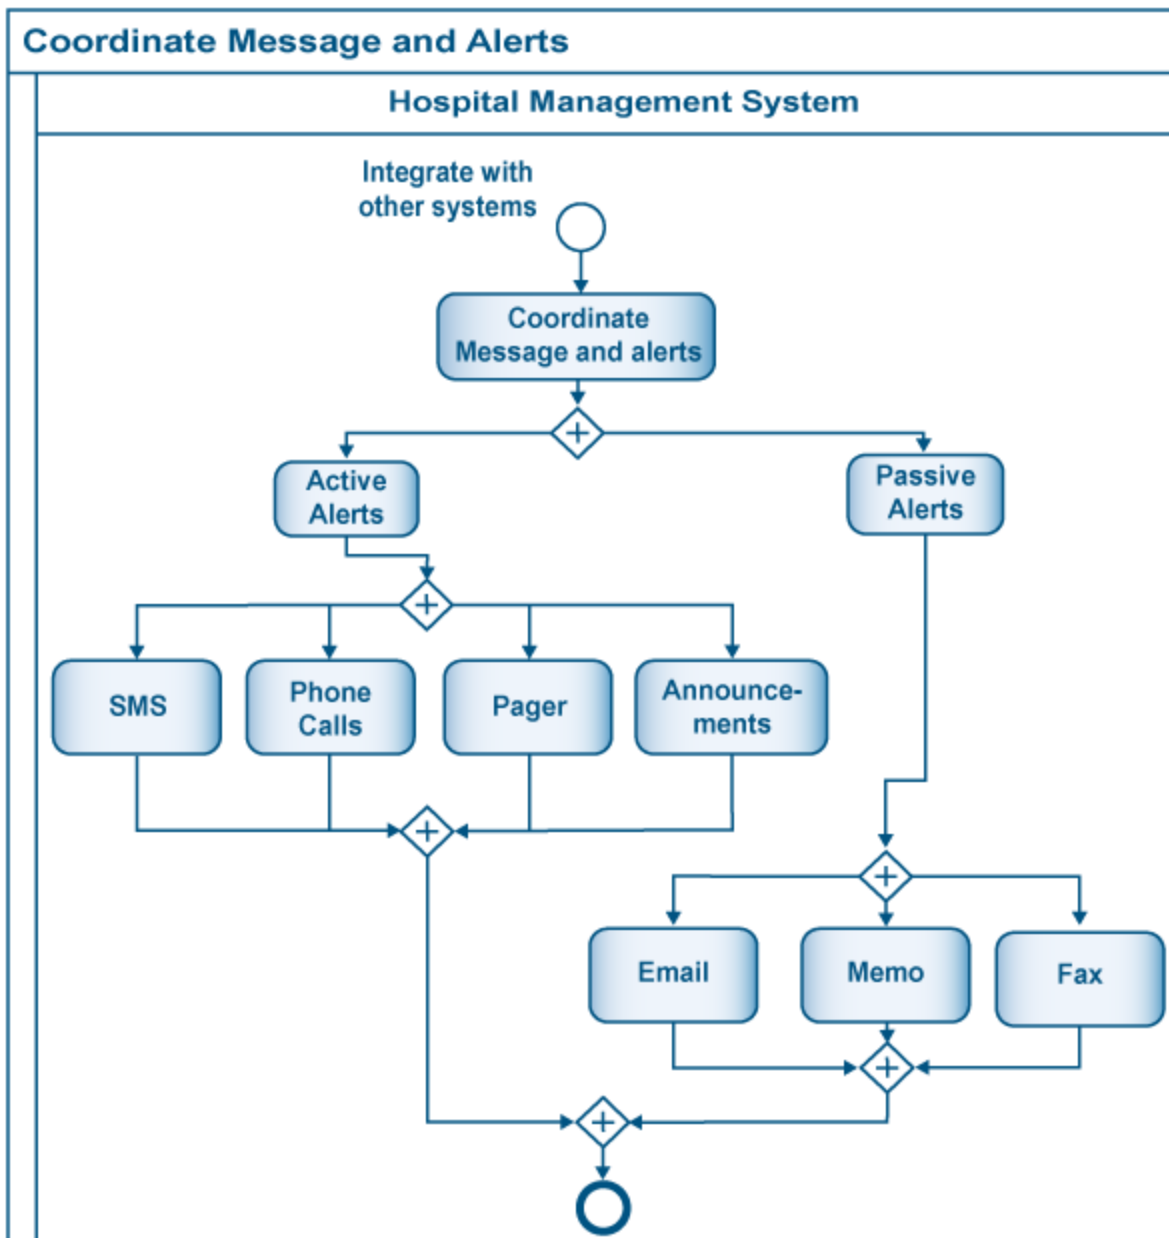 Coordinate Message and Alerts
Hospital Management System
Integrate with
other systems
Coordinate
Message and alerts
Active
Alerts
Passive
Alerts
SMS
Phone
Calls
Pager
Announce-
ments
Email
Memo
Fax